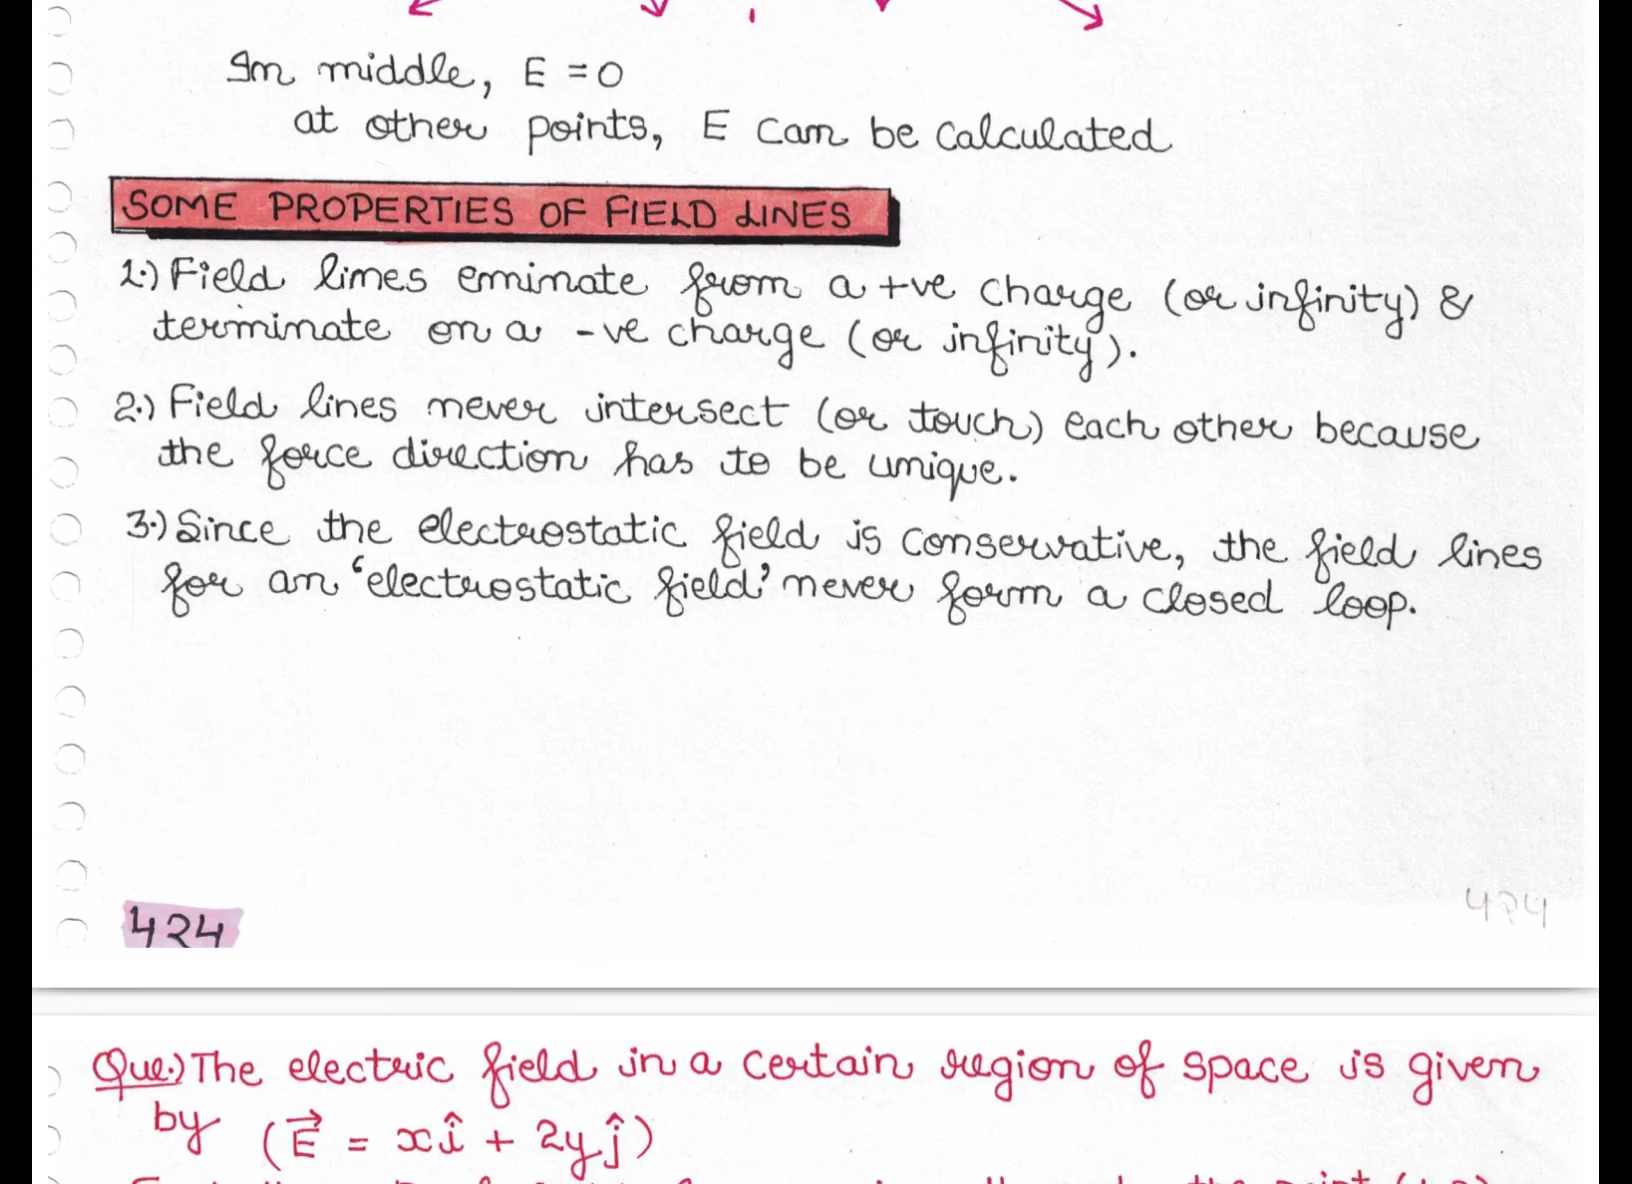 In middle, E = 0
at other points, E can be calculated
SOME PROPERTIES OF FIELD LINES
1.) Field lines eminate from a +ve charge (or infinity) &
terminate on a -ve charge (or infinity).
2.) Field lines never intersect (or touch) each other because
the force direction has to be unique.
3.) Since the electrostatic field is conservative, the field lines
for an 'electrostatic field' never form a closed loop.
424
424
Que.) The electric field in a certain region of space is given
by (E⃗ = xî + 2yĵ)
the point